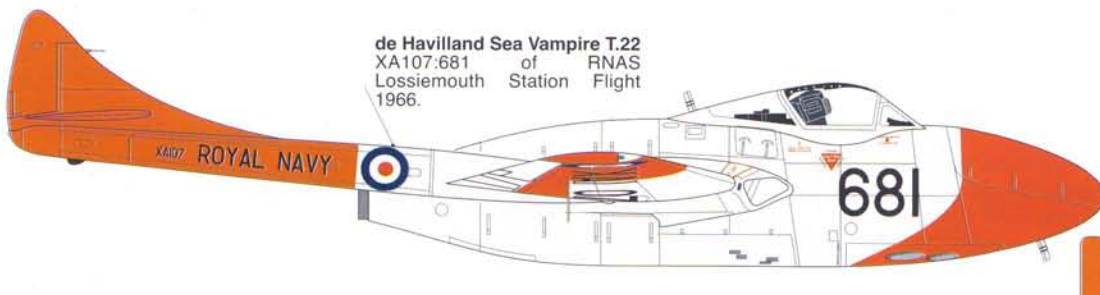 de Havilland Sea Vampire T.22
XA107:681 of RNAS
Lossiemouth Station Flight
1966.
XA107 ROYAL NAVY
681